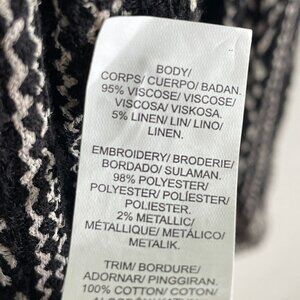 BODY/
CORPS/ CUERPO/ BADAN.
95% VISCOSE/ VISCOSE/
VISCOSA/ VISKOSA.
5% LINEN/ LIN/ LINO/
LINEN.
EMBROIDERY/ BRODERIE/
BORDADO/ SULAMAN.
98% POLYESTER/
POLYESTER/ POLIÉSTER/
POLIESTER.
2% METALLIC/
MÉTALLIQUE/ METÁLICO/
METALIK.
TRIM/ BORDURE/
ADORNAR/ PINGGIRAN.
100% COTTON/ COTON/